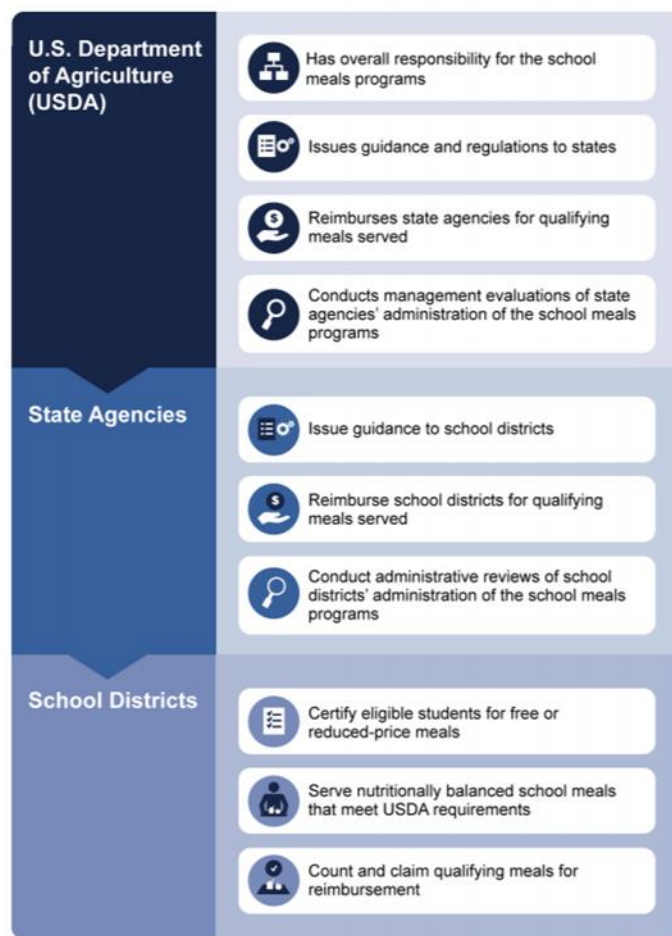 U.S. Department
of Agriculture
(USDA)
Has overall responsibility for the school
meals programs
Issues guidance and regulations to states
Reimburses state agencies for qualifying
meals served
Conducts management evaluations of state
agencies' administration of the school meals
programs
State Agencies
Issue guidance to school districts
Reimburse school districts for qualifying
meals served
Conduct administrative reviews of school
districts' administration of the school meals
programs
School Districts
Certify eligible students for free or
reduced-price meals
Serve nutritionally balanced school meals
that meet USDA requirements
Count and claim qualifying meals for
reimbursement